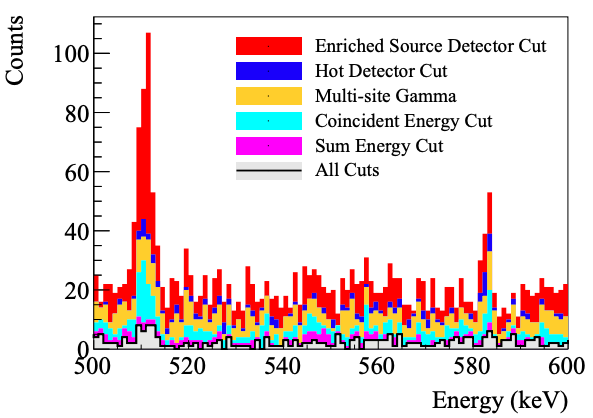 Counts
100
80
60
40
20
0
Enriched Source Detector Cut
Hot Detector Cut
Multi-site Gamma
Coincident Energy Cut
Sum Energy Cut
All Cuts
500 520 540 560 580 600
Energy (keV)